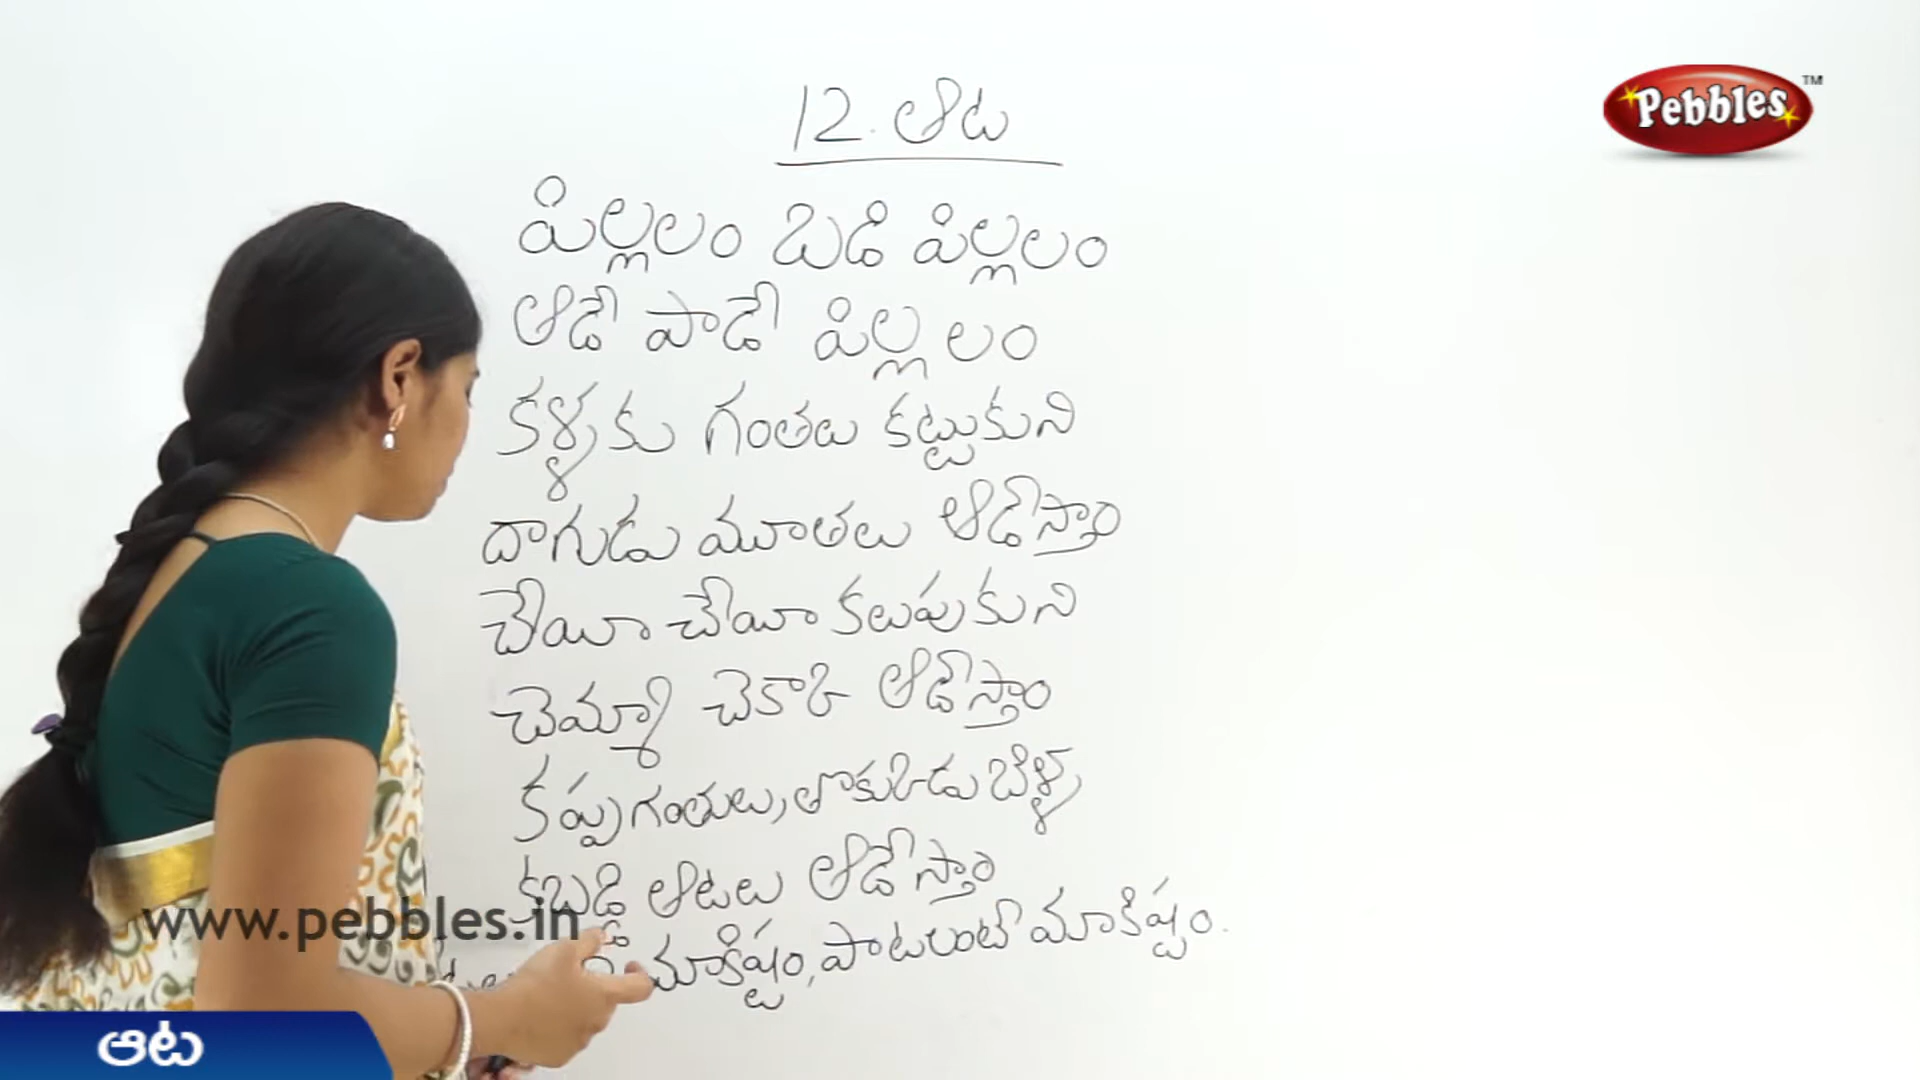 12. ఆట
Pebbles TM
పిల్లలం బడి పిల్లలం
ఆడే పాడే పిల్లలం
కళ్ళకు గంతలు కట్టుకుని
దాగుడు మూతలు ఆడేస్తాం
చేయీ చేయీ కలుపుకుని
చెమ్మా చెకాకి ఆడేస్తాం
కప్పగంతులు, తొకుకిడు బిళ్ళ
కబడ్డి ఆటలు ఆడేస్తాం
మాకిష్టం, పాటలంటే మాకిష్టం.
www.pebbles.in
ఆట